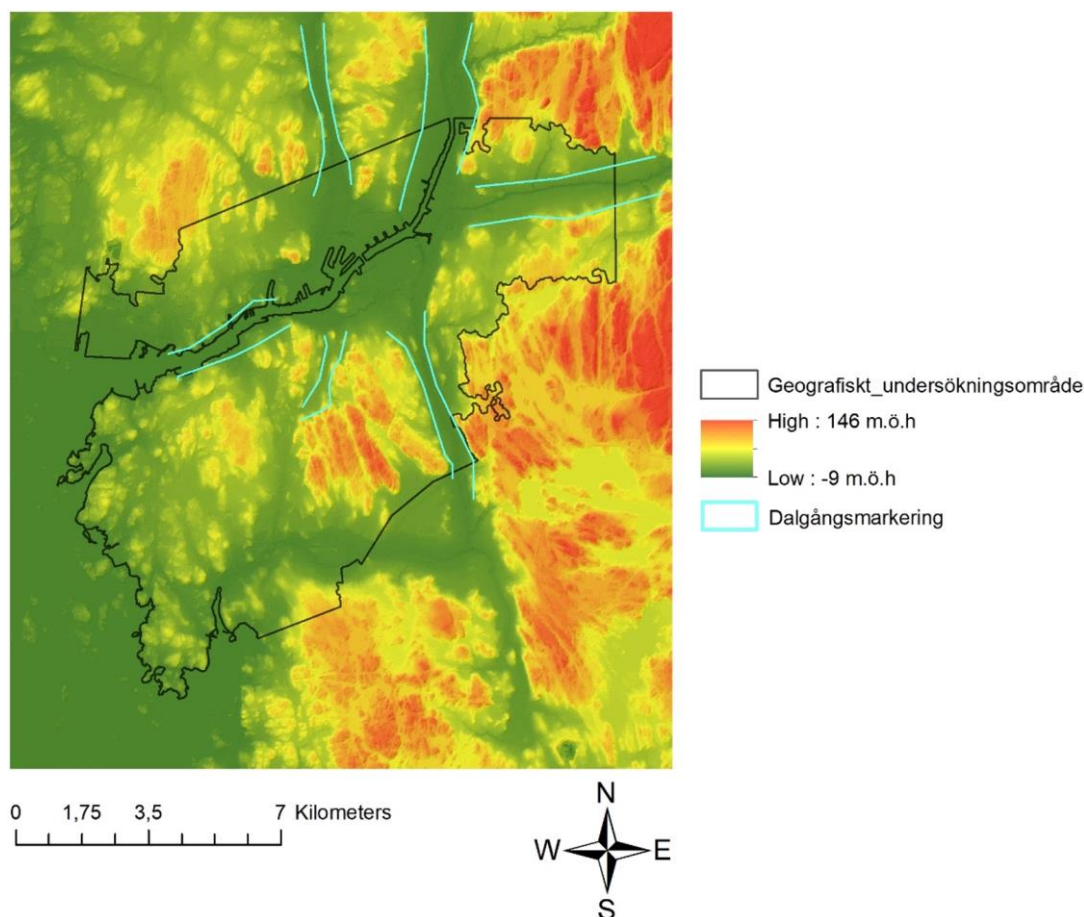 Geografiskt_undersökningsområde
High : 146 m.ö.h
Low : -9 m.ö.h
Dalgångsmarkering
0 1,75 3,5 7 Kilometers
N
W E
S